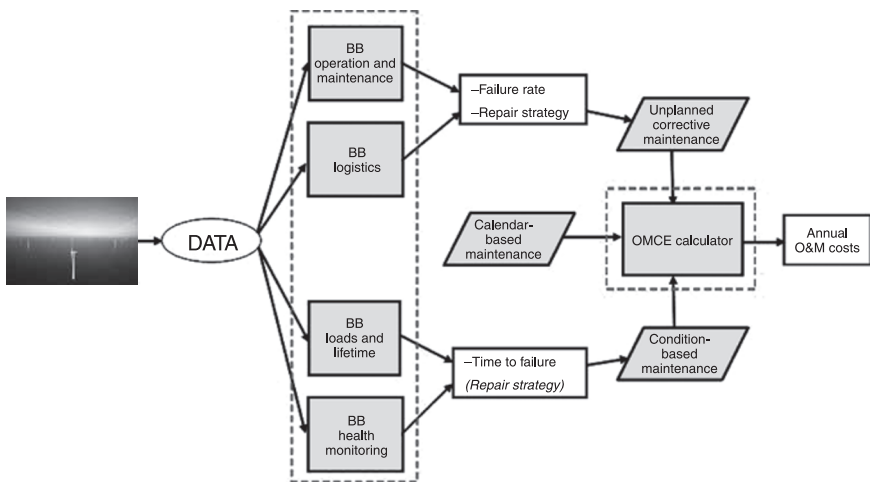 BB
operation and
maintenance
–Failure rate
–Repair strategy
Unplanned
corrective
maintenance
BB
logistics
DATA
Calendar-
based
maintenance
OMCE calculator
Annual
O&M costs
BB
loads and
lifetime
–Time to failure
(Repair strategy)
Condition-
based
maintenance
BB
health
monitoring